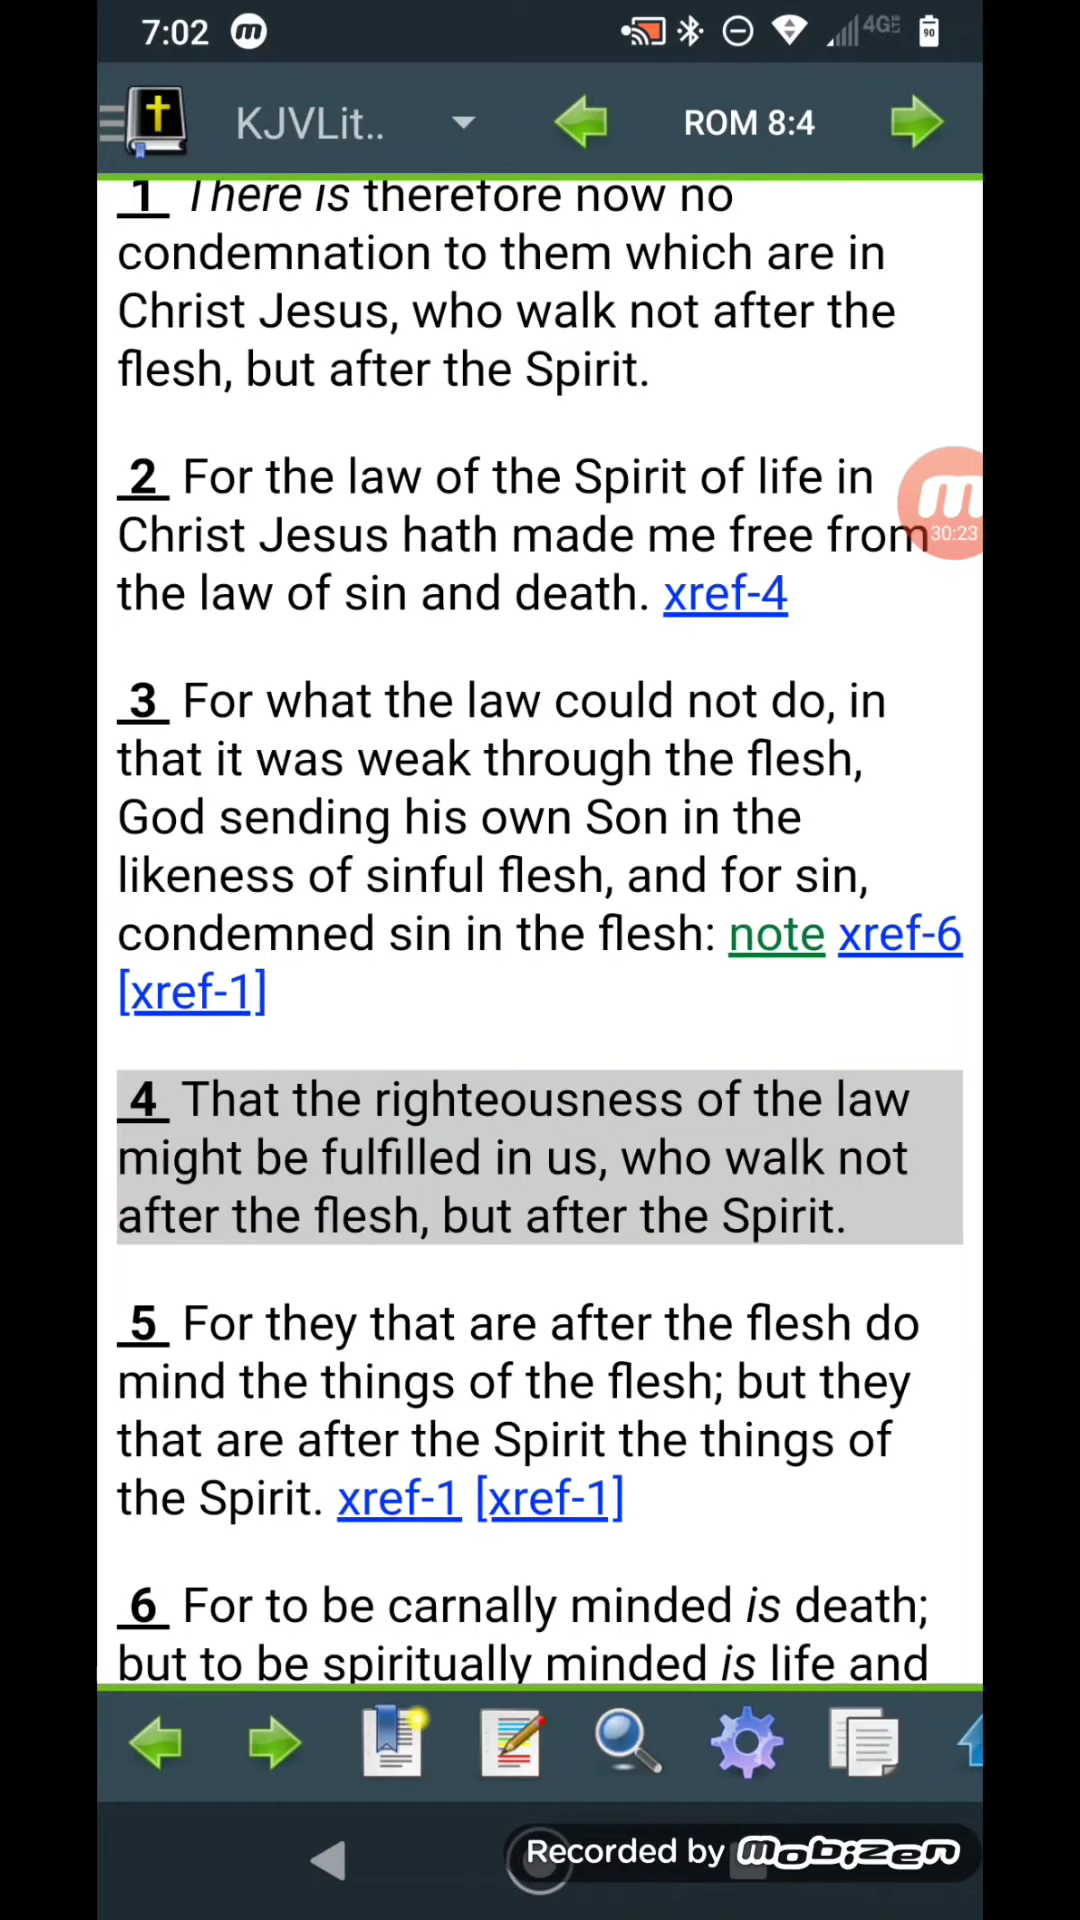 7:02 m 4GE 90
KJVLit.. ROM 8:4
1 There is therefore now no
condemnation to them which are in
Christ Jesus, who walk not after the
flesh, but after the Spirit.
2 For the law of the Spirit of life in
Christ Jesus hath made me free from
the law of sin and death. xref-4
m
30:23
3 For what the law could not do, in
that it was weak through the flesh,
God sending his own Son in the
likeness of sinful flesh, and for sin,
condemned sin in the flesh: note xref-6
[xref-1]
4 That the righteousness of the law
might be fulfilled in us, who walk not
after the flesh, but after the Spirit.
5 For they that are after the flesh do
mind the things of the flesh; but they
that are after the Spirit the things of
the Spirit. xref-1 [xref-1]
6 For to be carnally minded is death;
but to be spiritually minded is life and
Recorded by mobizen